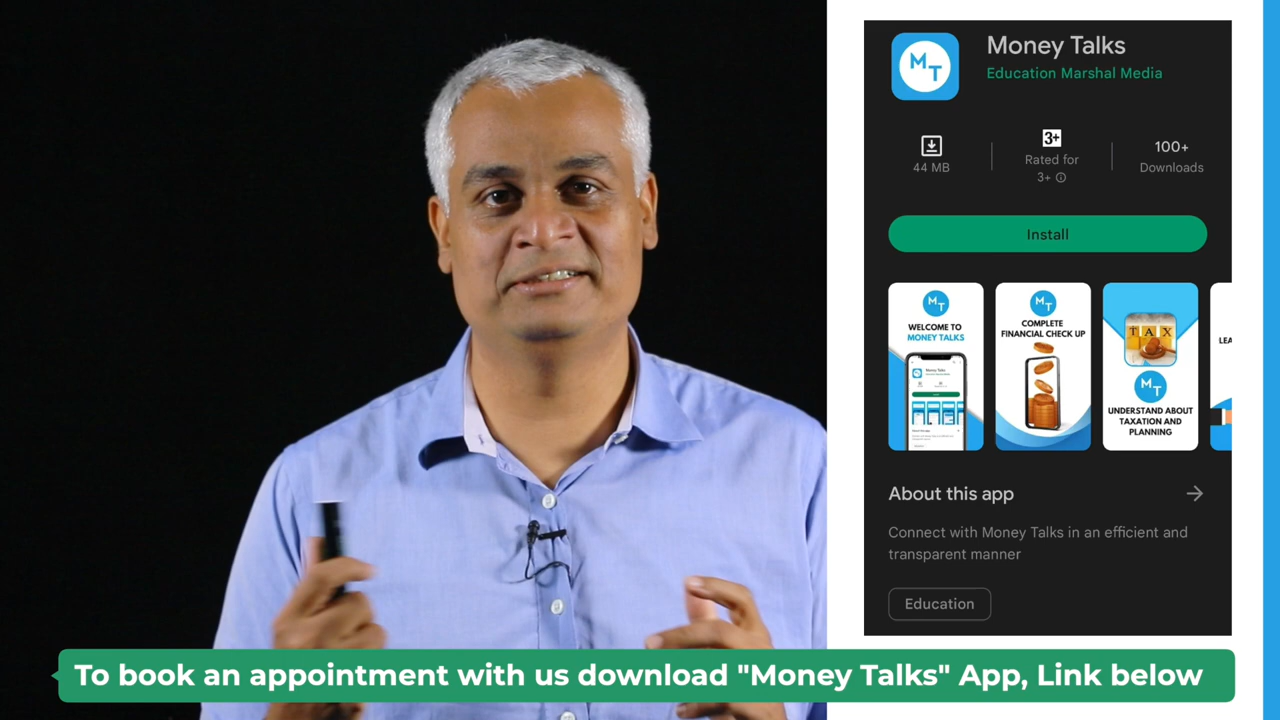 Money Talks
Education Marshal Media
MT
3+
44 MB
Rated for
3+
100+
Downloads
Install
MT
WELCOME TO
MONEY TALKS
Money Talks
MT
COMPLETE
FINANCIAL CHECK UP
TAX
MT
UNDERSTAND ABOUT
TAXATION AND
PLANNING
LEA
About this app
Connect with Money Talks in an efficient and
transparent manner
Education
To book an appointment with us download "Money Talks" App, Link below